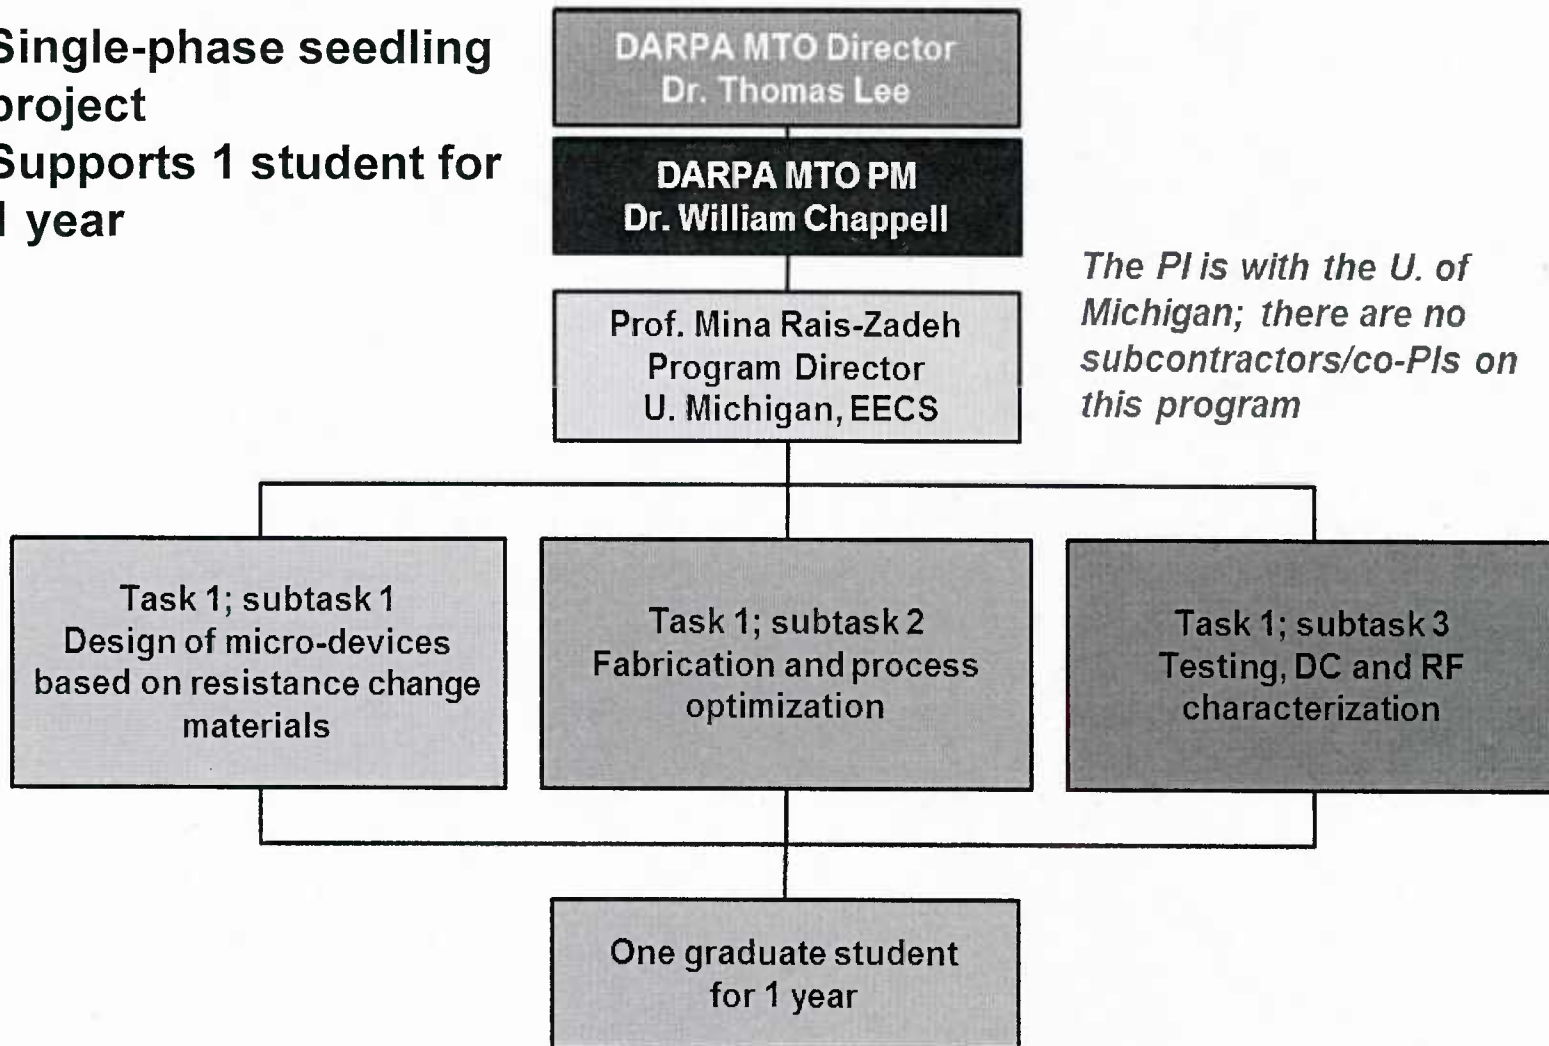 Single-phase seedling
project
Supports 1 student for
1 year
DARPA MTO Director
Dr. Thomas Lee
DARPA MTO PM
Dr. William Chappell
Prof. Mina Rais-Zadeh
Program Director
U. Michigan, EECS
The PI is with the U. of
Michigan; there are no
subcontractors/co-PIs on
this program
Task 1; subtask 1
Design of micro-devices
based on resistance change
materials
Task 1; subtask 2
Fabrication and process
optimization
Task 1; subtask 3
Testing, DC and RF
characterization
One graduate student
for 1 year